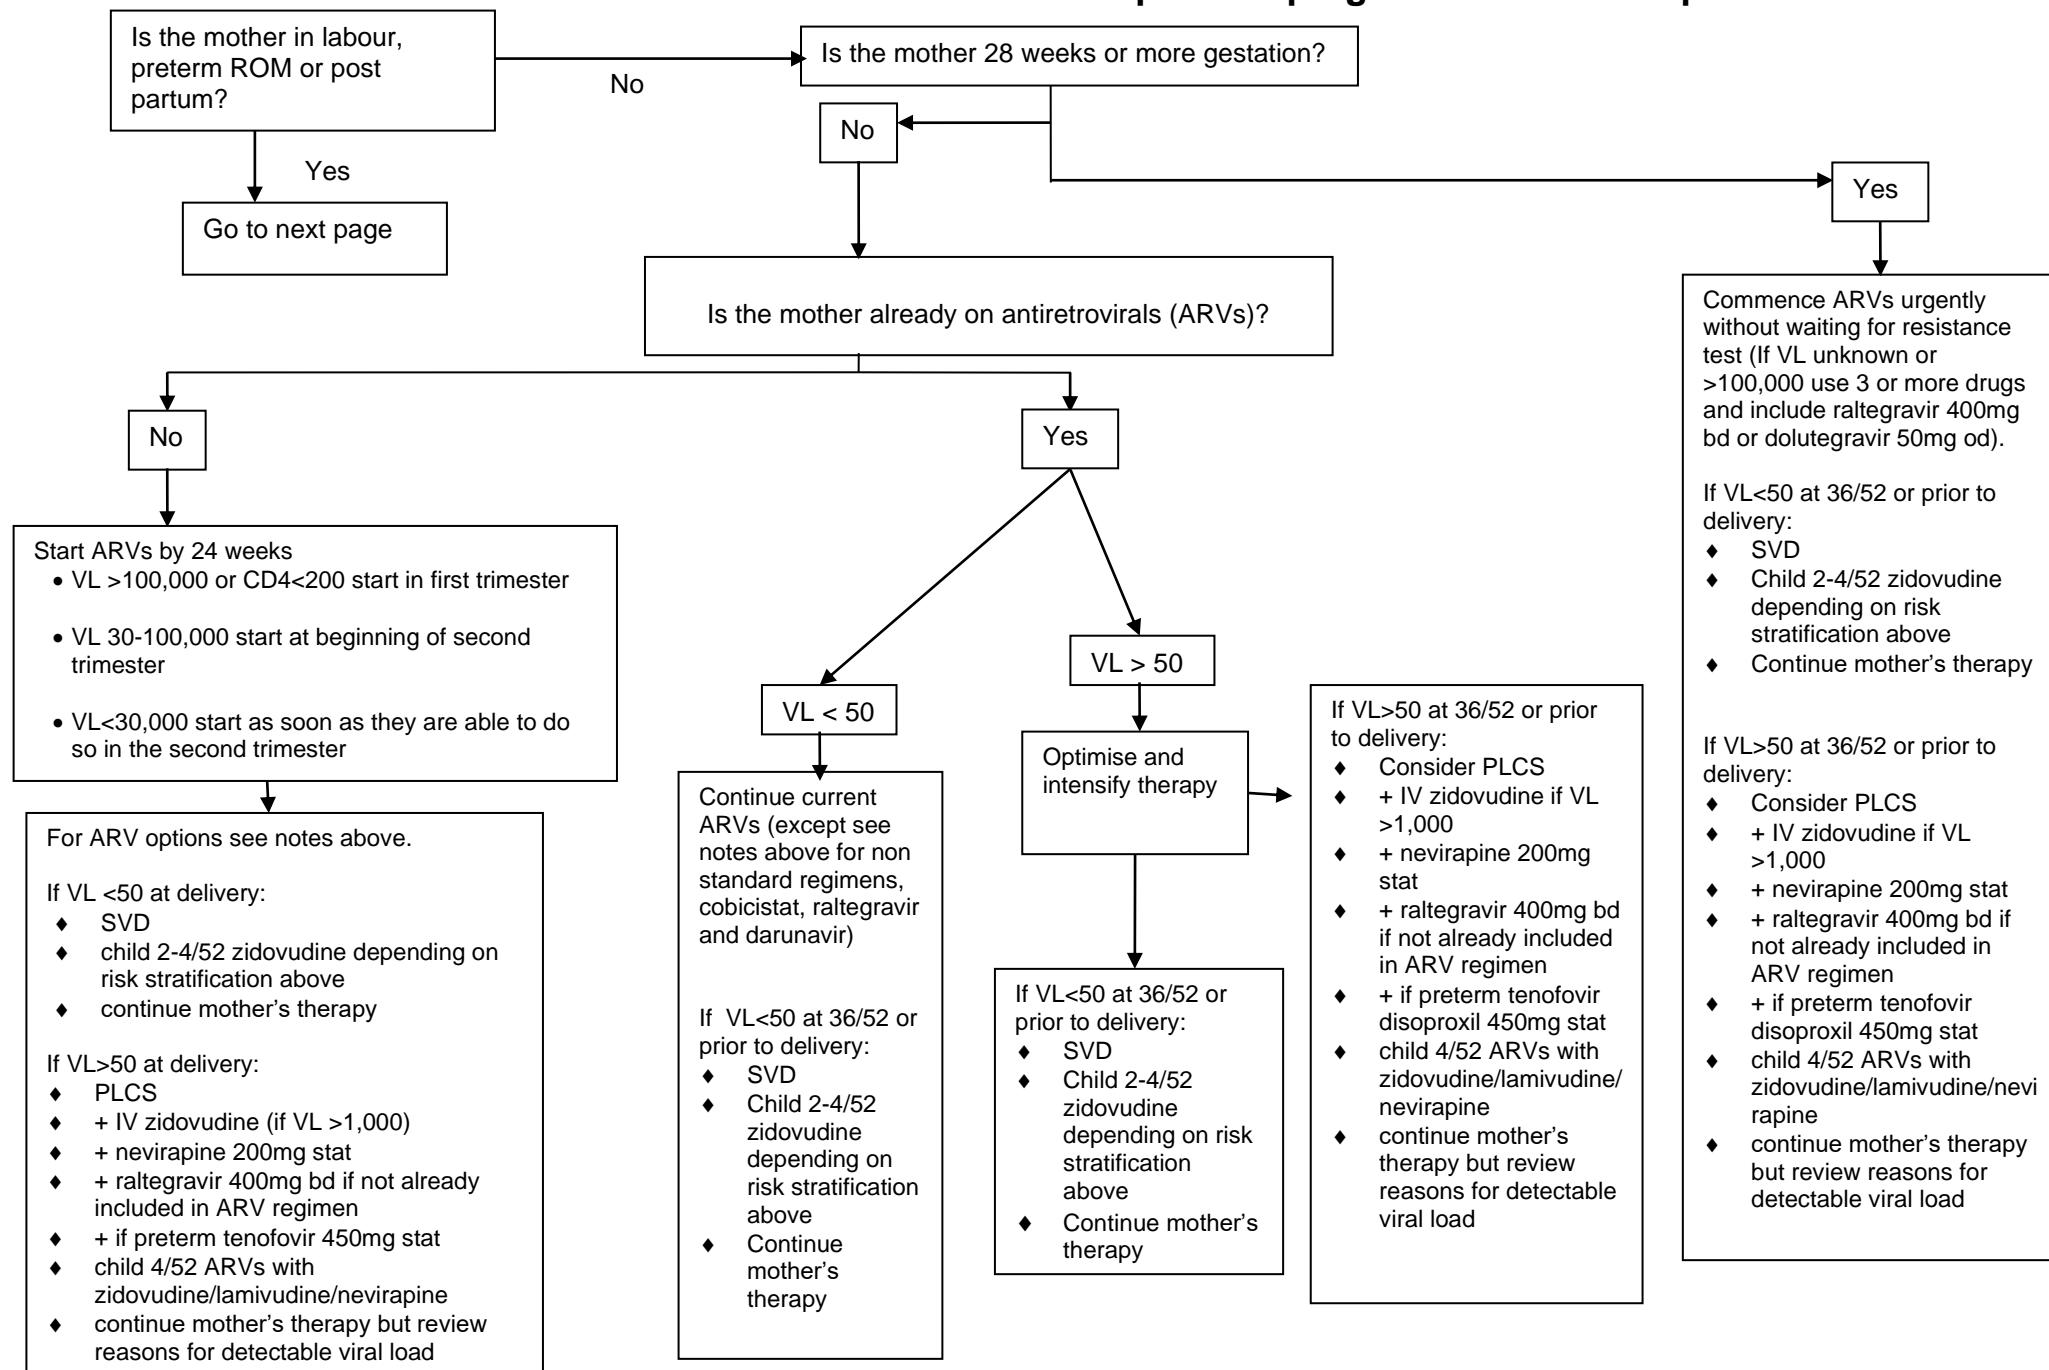 Is the mother in labour,
preterm ROM or post
partum?
No
Is the mother 28 weeks or more gestation?
Yes
Go to next page
No
Yes
Is the mother already on antiretrovirals (ARVs)?
No
Yes
Start ARVs by 24 weeks
• VL >100,000 or CD4<200 start in first trimester
• VL 30-100,000 start at beginning of second
trimester
• VL<30,000 start as soon as they are able to do
so in the second trimester
For ARV options see notes above.
If VL <50 at delivery:
♦ SVD
♦ child 2-4/52 zidovudine depending on
risk stratification above
♦ continue mother's therapy
If VL>50 at delivery:
♦ PLCS
♦ + IV zidovudine (if VL >1,000)
♦ + nevirapine 200mg stat
♦ + raltegravir 400mg bd if not already
included in ARV regimen
♦ + if preterm tenofovir 450mg stat
♦ child 4/52 ARVs with
zidovudine/lamivudine/nevirapine
♦ continue mother's therapy but review
reasons for detectable viral load
VL < 50
Continue current
ARVs (except see
notes above for non
standard regimens,
cobicistat, raltegravir
and darunavir)
If VL<50 at 36/52 or
prior to delivery:
♦ SVD
♦ Child 2-4/52
zidovudine
depending on
risk stratification
above
♦ Continue
mother's
therapy
VL > 50
Optimise and
intensify therapy
If VL<50 at 36/52 or
prior to delivery:
♦ SVD
♦ Child 2-4/52
zidovudine
depending on risk
stratification
above
♦ Continue mother's
therapy
If VL>50 at 36/52 or prior
to delivery:
♦ Consider PLCS
♦ + IV zidovudine if VL
>1,000
♦ + nevirapine 200mg
stat
♦ + raltegravir 400mg bd
if not already included
in ARV regimen
♦ + if preterm tenofovir
disoproxil 450mg stat
♦ child 4/52 ARVs with
zidovudine/lamivudine/
nevirapine
♦ continue mother's
therapy but review
reasons for detectable
viral load
Commence ARVs urgently
without waiting for resistance
test (If VL unknown or
>100,000 use 3 or more drugs
and include raltegravir 400mg
bd or dolutegravir 50mg od).
If VL<50 at 36/52 or prior to
delivery:
♦ SVD
♦ Child 2-4/52 zidovudine
depending on risk
stratification above
♦ Continue mother's therapy
If VL>50 at 36/52 or prior to
delivery:
♦ Consider PLCS
♦ + IV zidovudine if VL
>1,000
♦ + nevirapine 200mg stat
♦ + raltegravir 400mg bd if
not already included in
ARV regimen
♦ + if preterm tenofovir
disoproxil 450mg stat
♦ child 4/52 ARVs with
zidovudine/lamivudine/nevi
rapine
♦ continue mother's therapy
but review reasons for
detectable viral load